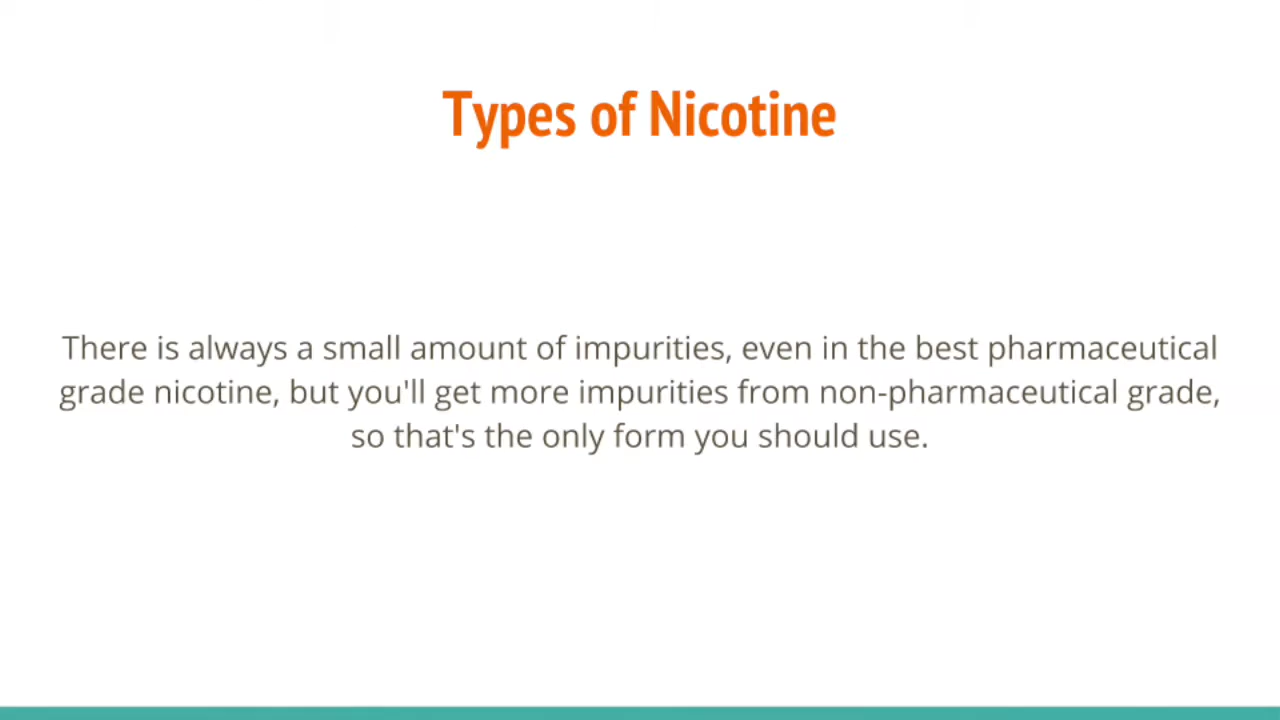 Types of Nicotine
There is always a small amount of impurities, even in the best pharmaceutical
grade nicotine, but you'll get more impurities from non-pharmaceutical grade,
so that's the only form you should use.